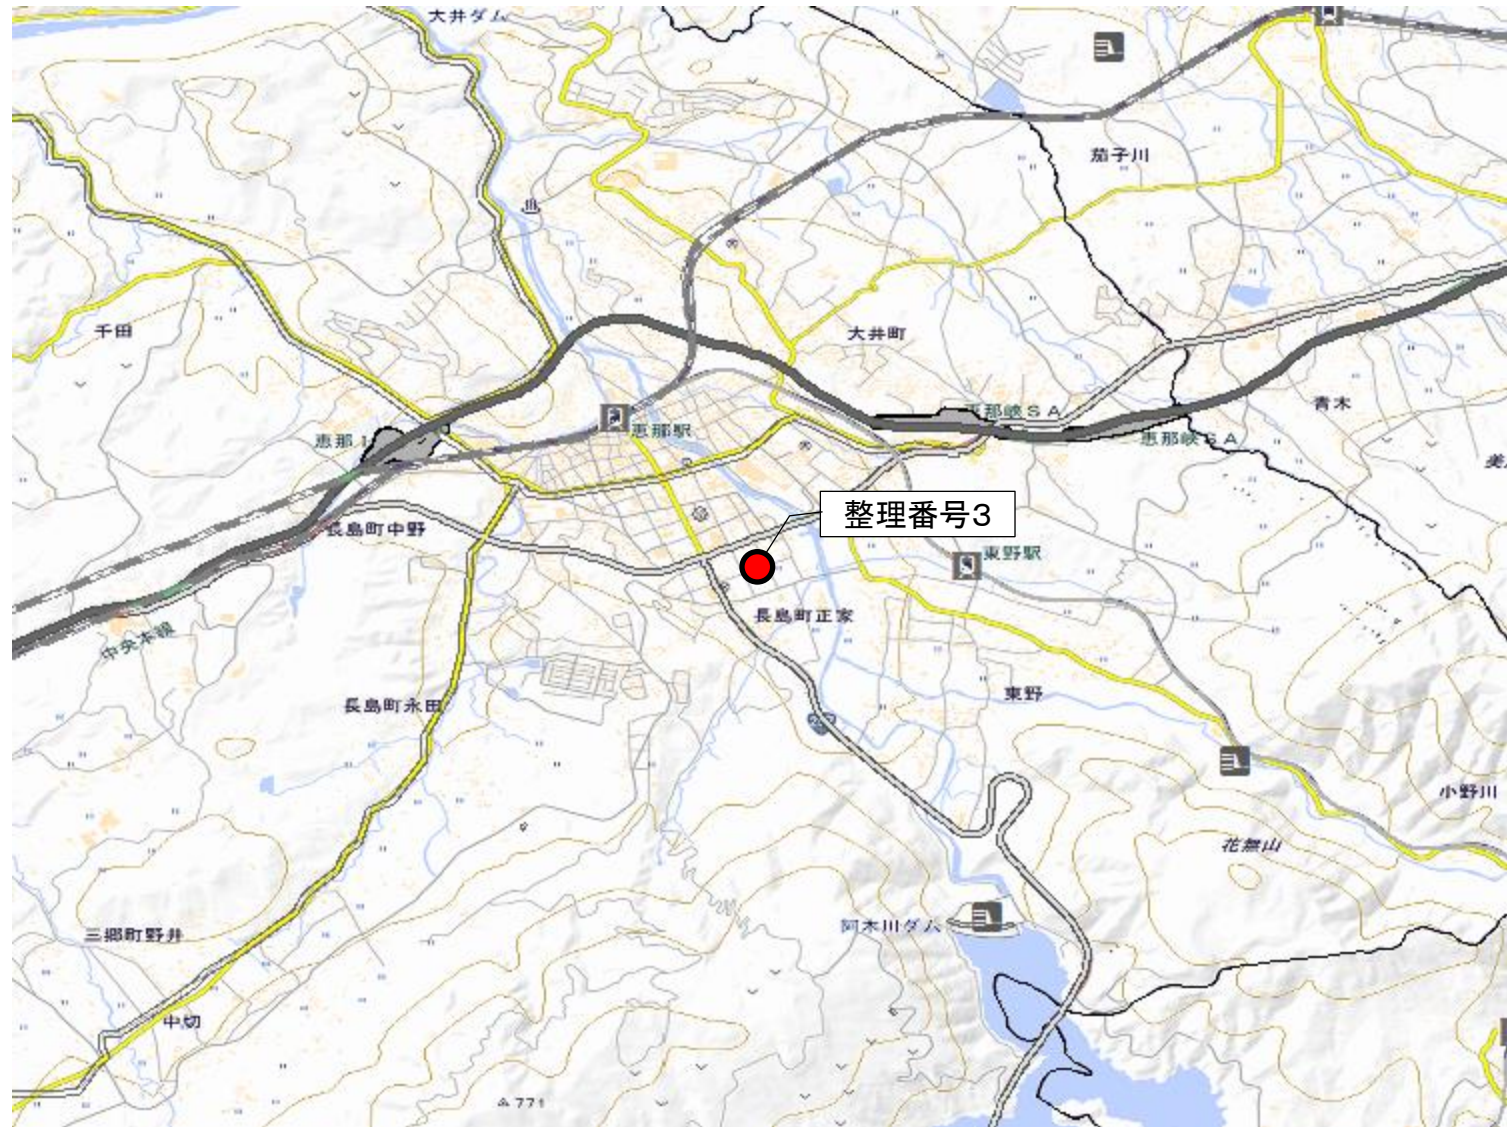 大井ダム
茄子川
千田
大井町
恵那峡SA
青木
恵那駅
恵那峡SA
整理番号3
長島町中野
東野駅
長島町正家
中央本線
東野
長島町永田
小野川
花無山
阿木川ダム
三郷町野井
中切
771